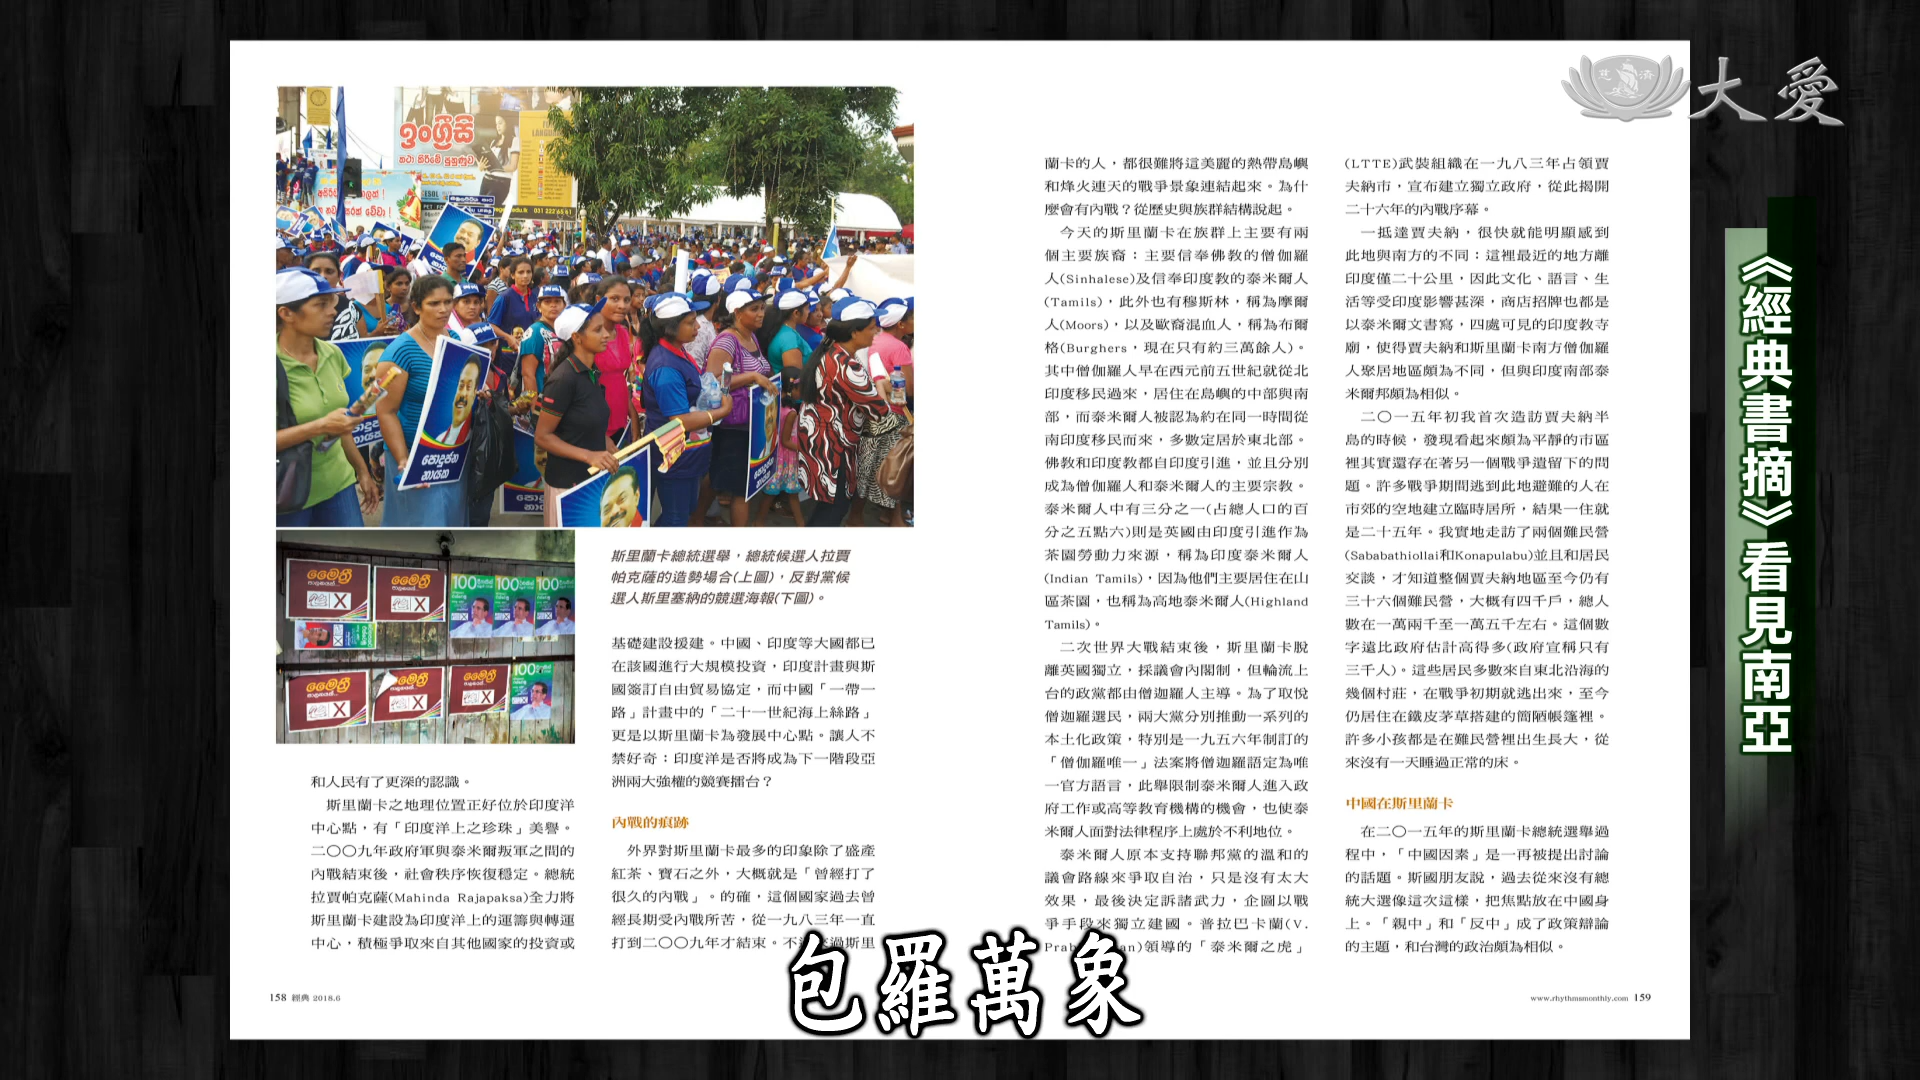 大愛
《經典書摘》看見南亞
ඉංග්‍රීසි
斯里蘭卡總統選舉，總統候選人拉賈
帕克薩的造勢場合(上圖)，反對黨候
選人斯里塞納的競選海報(下圖)。
和人民有了更深的認識。
斯里蘭卡之地理位置正好位於印度洋
中心點，有「印度洋上之珍珠」美譽。
二〇〇九年政府軍與泰米爾叛軍之間的
內戰結束後，社會秩序恢復穩定。總統
拉賈帕克薩(Mahinda Rajapaksa)全力將
斯里蘭卡建設為印度洋上的運籌與轉運
中心，積極爭取來自其他國家的投資或
基礎建設援建。中國、印度等大國都已
在該國進行大規模投資，印度計畫與斯
國簽訂自由貿易協定，而中國「一帶一
路」計畫中的「二十一世紀海上絲路」
更是以斯里蘭卡為發展中心點。讓人不
禁好奇：印度洋是否將成為下一階段亞
洲兩大強權的競賽擂台？
內戰的痕跡
外界對斯里蘭卡最多的印象除了盛產
紅茶、寶石之外，大概就是「曾經打了
很久的內戰」。的確，這個國家過去曾
經長期受內戰所苦，從一九八三年一直
打到二〇〇九年才結束。不過斯里
蘭卡的人，都很難將這美麗的熱帶島嶼
和烽火連天的戰爭景象連結起來。為什
麼會有內戰？從歷史與族群結構說起。
今天的斯里蘭卡在族群上主要有兩
個主要族裔：主要信奉佛教的僧伽羅
人(Sinhalese)及信奉印度教的泰米爾人
(Tamils)，此外也有穆斯林，稱為摩爾
人(Moors)，以及歐裔混血人，稱為布爾
格(Burghers，現在只有約三萬餘人)。
其中僧伽羅人早在西元前五世紀就從北
印度移民過來，居住在島嶼的中部與南
部，而泰米爾人被認為約在同一時間從
南印度移民而來，多數定居於東北部。
佛教和印度教都自印度引進，並且分別
成為僧伽羅人和泰米爾人的主要宗教。
泰米爾人中有三分之一(占總人口的百
分之五點六)則是英國由印度引進作為
茶園勞動力來源，稱為印度泰米爾人
(Indian Tamils)，因為他們主要居住在山
區茶園，也稱為高地泰米爾人(Highland
Tamils)。
二次世界大戰結束後，斯里蘭卡脫
離英國獨立，採議會內閣制，但輪流上
台的政黨都由僧迦羅人主導。為了取悅
僧迦羅選民，兩大黨分別推動一系列的
本土化政策，特別是一九五六年制訂的
「僧伽羅唯一」法案將僧迦羅語定為唯
一官方語言，此舉限制泰米爾人進入政
府工作或高等教育機構的機會，也使泰
米爾人面對法律程序上處於不利地位。
泰米爾人原本支持聯邦黨的溫和的
議會路線來爭取自治，只是沒有太大
效果，最後決定訴諸武力，企圖以戰
爭手段來獨立建國。普拉巴卡蘭(V.
領導的「泰米爾之虎」
(LTTE)武裝組織在一九八三年占領賈
夫納市，宣布建立獨立政府，從此揭開
二十六年的內戰序幕。
一抵達賈夫納，很快就能明顯感到
此地與南方的不同：這裡最近的地方離
印度僅二十公里，因此文化、語言、生
活等受印度影響甚深，商店招牌也都是
以泰米爾文書寫，四處可見的印度教寺
廟，使得賈夫納和斯里蘭卡南方僧伽羅
人聚居地區頗為不同，但與印度南部泰
米爾邦頗為相似。
二〇一五年初我首次造訪賈夫納半
島的時候，發現看起來頗為平靜的市區
裡其實還存在著另一個戰爭遺留下的問
題。許多戰爭期間逃到此地避難的人在
市郊的空地建立臨時居所，結果一住就
是二十五年。我實地走訪了兩個難民營
(Sababathiollai和Konapulabu)並且和居民
交談，才知道整個賈夫納地區至今仍有
三十六個難民營，大概有四千戶，總人
數在一萬兩千至一萬五千左右。這個數
字遠比政府估計高得多(政府宣稱只有
三千人)。這些居民多數來自東北沿海的
幾個村莊，在戰爭初期就逃出來，至今
仍居住在鐵皮茅草搭建的簡陋帳篷裡。
許多小孩都是在難民營裡出生長大，從
來沒有一天睡過正常的床。
中國在斯里蘭卡
在二〇一五年的斯里蘭卡總統選舉過
程中，「中國因素」是一再被提出討論
的話題。斯國朋友說，過去從來沒有總
統大選像這次這樣，把焦點放在中國身
上。「親中」和「反中」成了政策辯論
的主題，和台灣的政治頗為相似。
158 經典 2018.6
www.rhythmsmonthly.com 159
包羅萬象